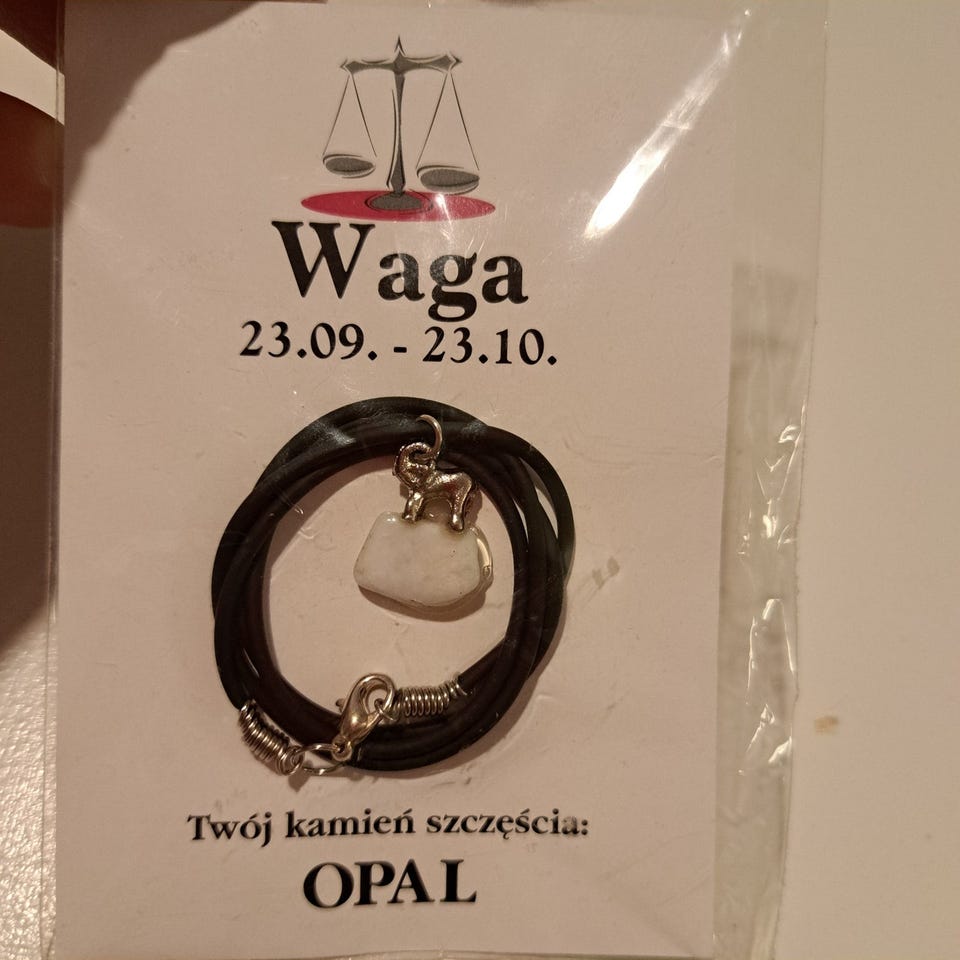 Waga
23.09. - 23.10.
Twój kamień szczęścia:
OPAL